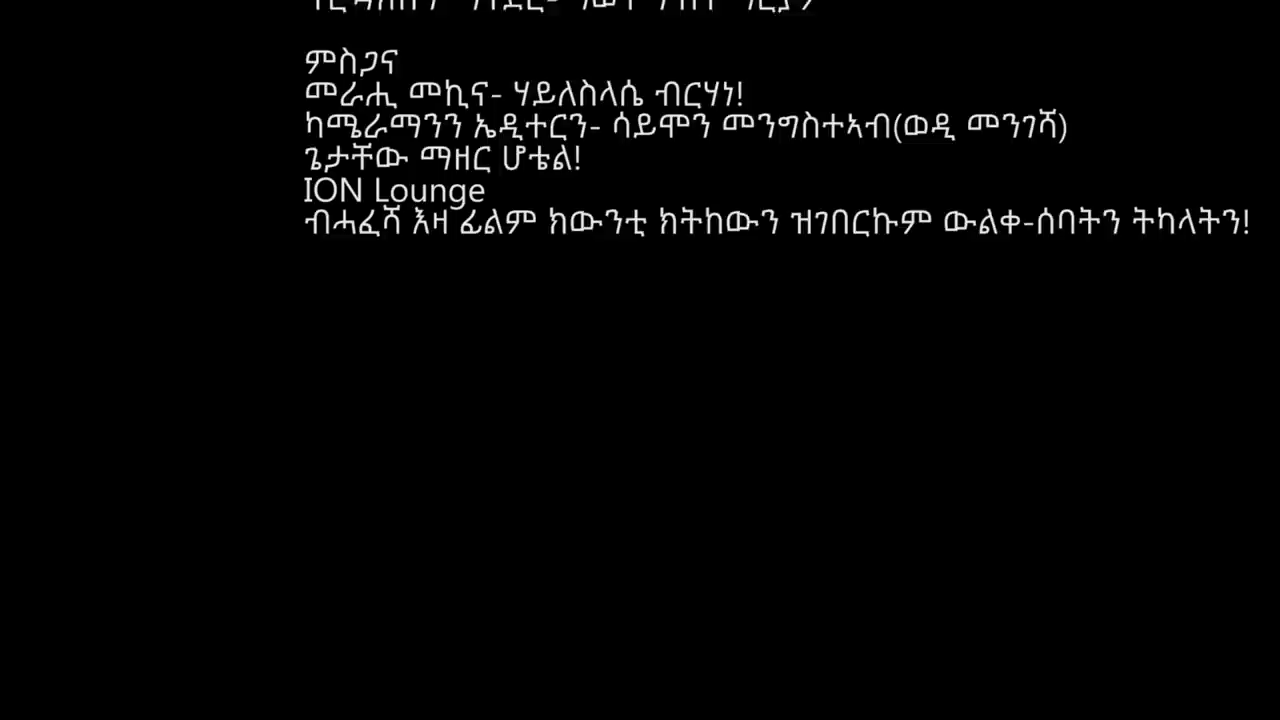 ምስጋና
መራሒ መኪና- ሃይለስላሴ ብርሃነ!
ካሜራማንን ኤዲተርን- ሳይሞን መንግስተኣብ(ወዲ መንገሻ)
ጌታቸው ማዘር ሆቴል!
ION Lounge
ብሓፈሻ እዛ ፊልም ክውንቲ ክትከውን ዝገበርኩም ውልቀ-ሰባትን ትካላትን!